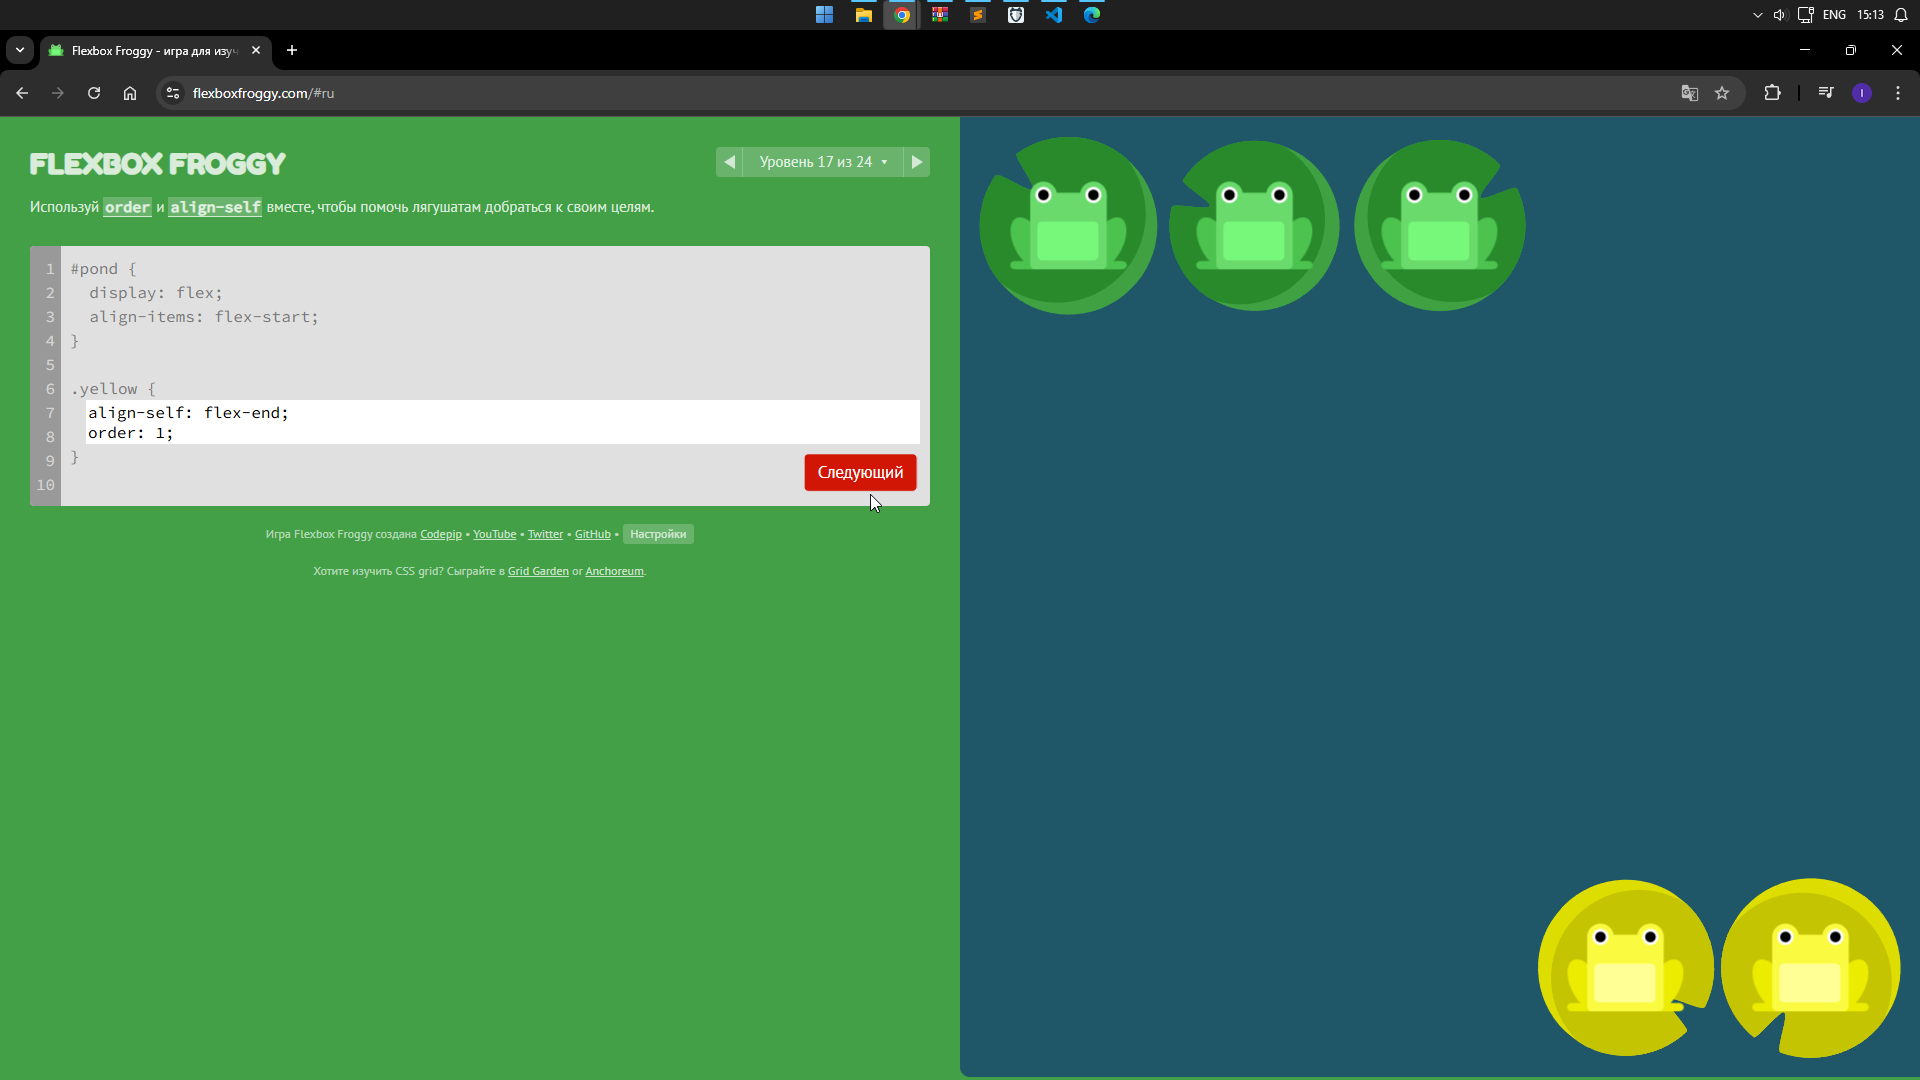 ENG 15:13
Flexbox Froggy - игра для изуч
flexboxfroggy.com/#ru
I
FLEXBOX FROGGY
Уровень 17 из 24
Используй order и align-self вместе, чтобы помочь лягушатам добраться к своим целям.
1 #pond {
2 display: flex;
3 align-items: flex-start;
4 }
5
6 .yellow {
7 align-self: flex-end;
8 order: 1;
9 }
10
Следующий
Игра Flexbox Froggy создана Codepip • YouTube • Twitter • GitHub • Настройки
Хотите изучить CSS grid? Сыграйте в Grid Garden or Anchoreum.